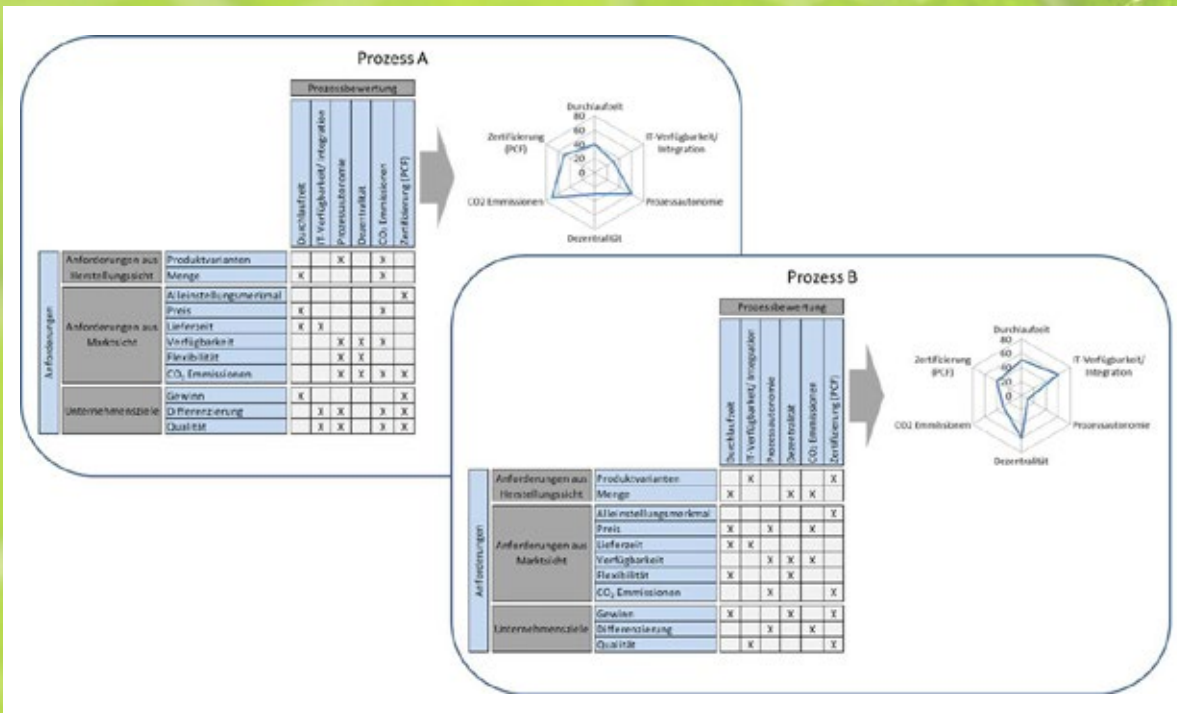 Prozess A
Prozessbewertung
Durchlaufreit
IT-Verfügbarkeit/ Integration
Prozessautonomie
Dezentralität
CO₂ Emmissionen
Zertifizierung (PCF)
Anforderungen
Anforderungen aus
Herstellungssicht
Produktvarianten X X
Menge X X
Anforderungen aus
Marktsicht
Alleinstellungsmerkmal X
Preis X X
Lieferzeit X X
Verfügbarkeit X X X
Flexibilität X X
CO₂ Emmissionen X X X X
Unternehmensziele
Gewinn X X
Differenzierung X X X X
Qualität X X X X
Durchlaufzeit
80
60
40
20
0
IT-Verfügbarkeit/
Integration
Prozessautonomie
Dezentralität
CO2 Emmissionen
Zertifizierung
(PCF)
Prozess B
Prozessbewertung
Durchlaufreit
IT-Verfügbarkeit/ Integration
Prozessautonomie
Dezentralität
CO₂ Emmissionen
Zertifizierung (PCF)
Anforderungen
Anforderungen aus
Herstellungssicht
Produktvarianten X X
Menge X X X
Anforderungen aus
Marktsicht
Alleinstellungsmerkmal X
Preis X X X
Lieferzeit X X
Verfügbarkeit X X X
Flexibilität X X
CO₂ Emmissionen X X
Unternehmensziele
Gewinn X X X
Differenzierung X X
Qualität X X
Durchlaufzeit
80
60
40
20
0
IT-Verfügbarkeit/
Integration
Prozessautonomie
Dezentralität
CO2 Emmissionen
Zertifizierung
(PCF)